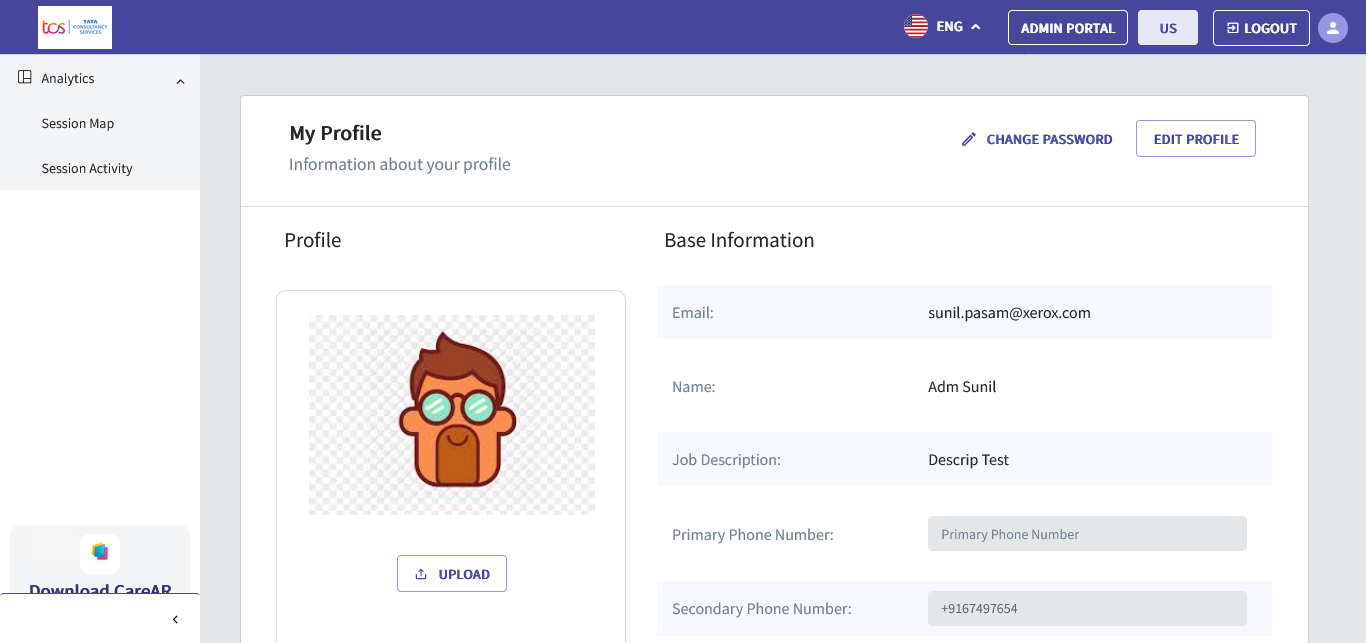 tcs | TATA
CONSULTANCY
SERVICES
ENG
ADMIN PORTAL
US
LOGOUT
Analytics
Session Map
Session Activity
My Profile
Information about your profile
CHANGE PASSWORD
EDIT PROFILE
Profile
UPLOAD
Base Information
Email: sunil.pasam@xerox.com
Name: Adm Sunil
Job Description: Descrip Test
Primary Phone Number: Primary Phone Number
Secondary Phone Number: +9167497654
Download CareAR